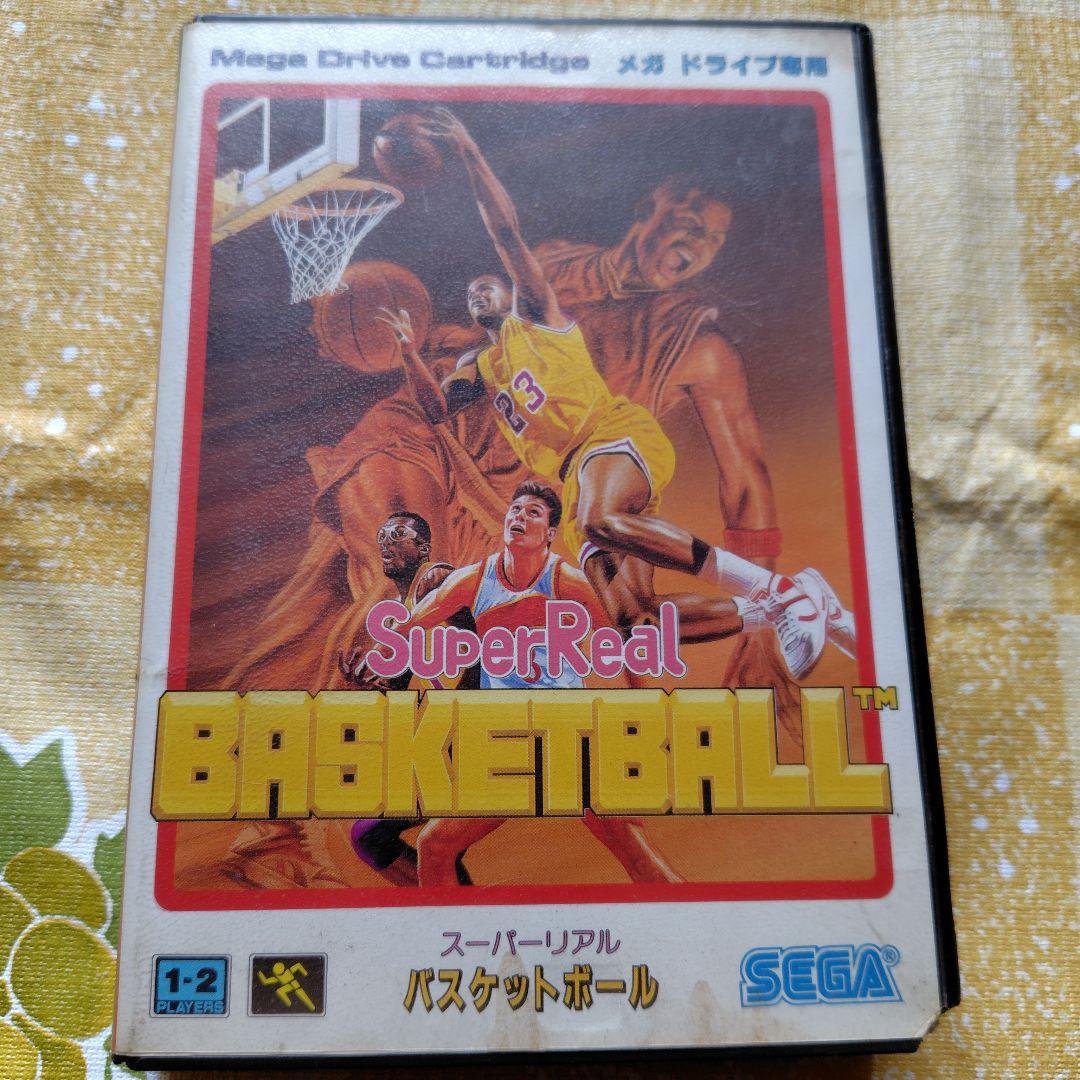 Mega Drive Cartridge メガ ドライブ専用
23
SuperReal
BASKETBALL™
スーパーリアル
バスケットボール
1-2
PLAYERS
SEGA®